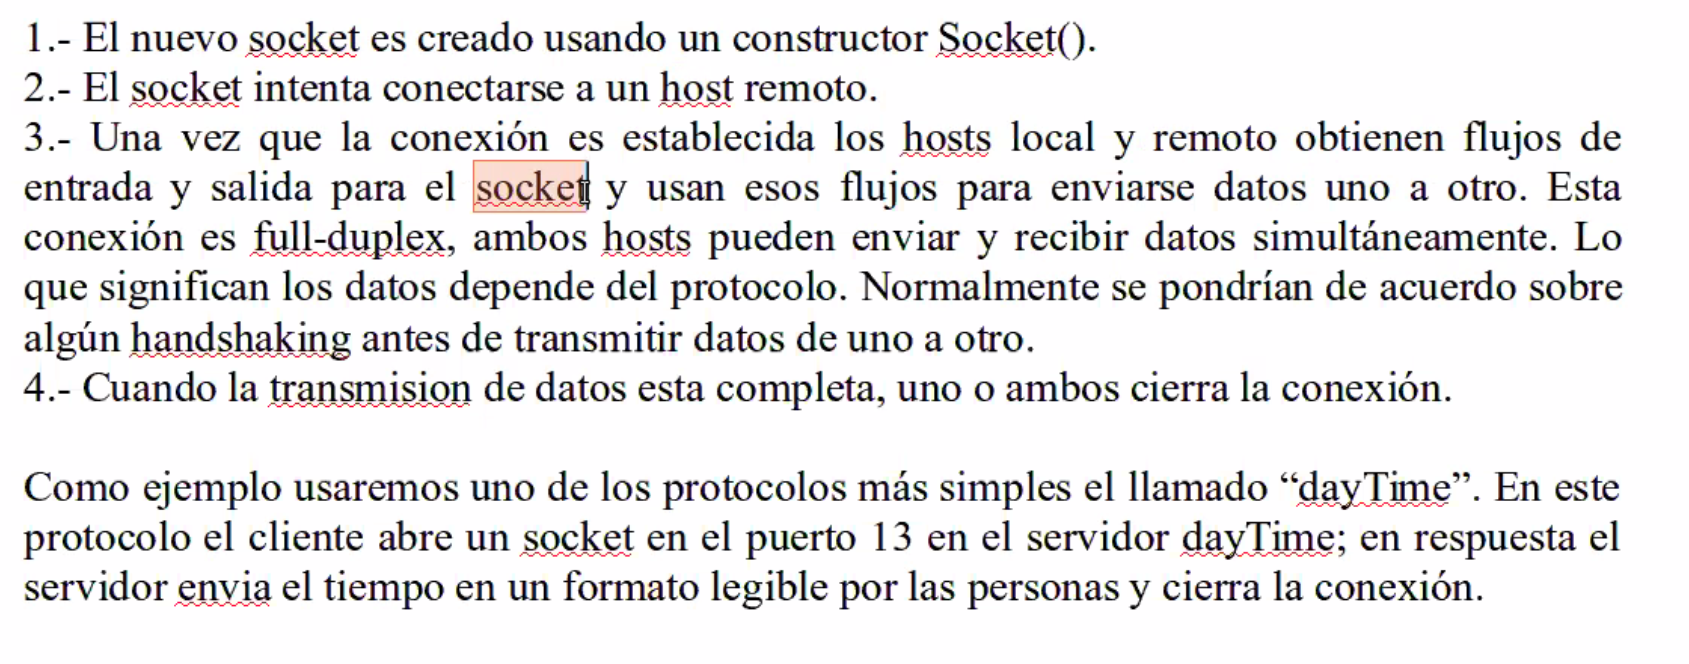 1.- El nuevo socket es creado usando un constructor Socket().
2.- El socket intenta conectarse a un host remoto.
3.- Una vez que la conexión es establecida los hosts local y remoto obtienen flujos de
entrada y salida para el socket y usan esos flujos para enviarse datos uno a otro. Esta
conexión es full-duplex, ambos hosts pueden enviar y recibir datos simultáneamente. Lo
que significan los datos depende del protocolo. Normalmente se pondrían de acuerdo sobre
algún handshaking antes de transmitir datos de uno a otro.
4.- Cuando la transmision de datos esta completa, uno o ambos cierra la conexión.
Como ejemplo usaremos uno de los protocolos más simples el llamado “dayTime”. En este
protocolo el cliente abre un socket en el puerto 13 en el servidor dayTime; en respuesta el
servidor envia el tiempo en un formato legible por las personas y cierra la conexión.